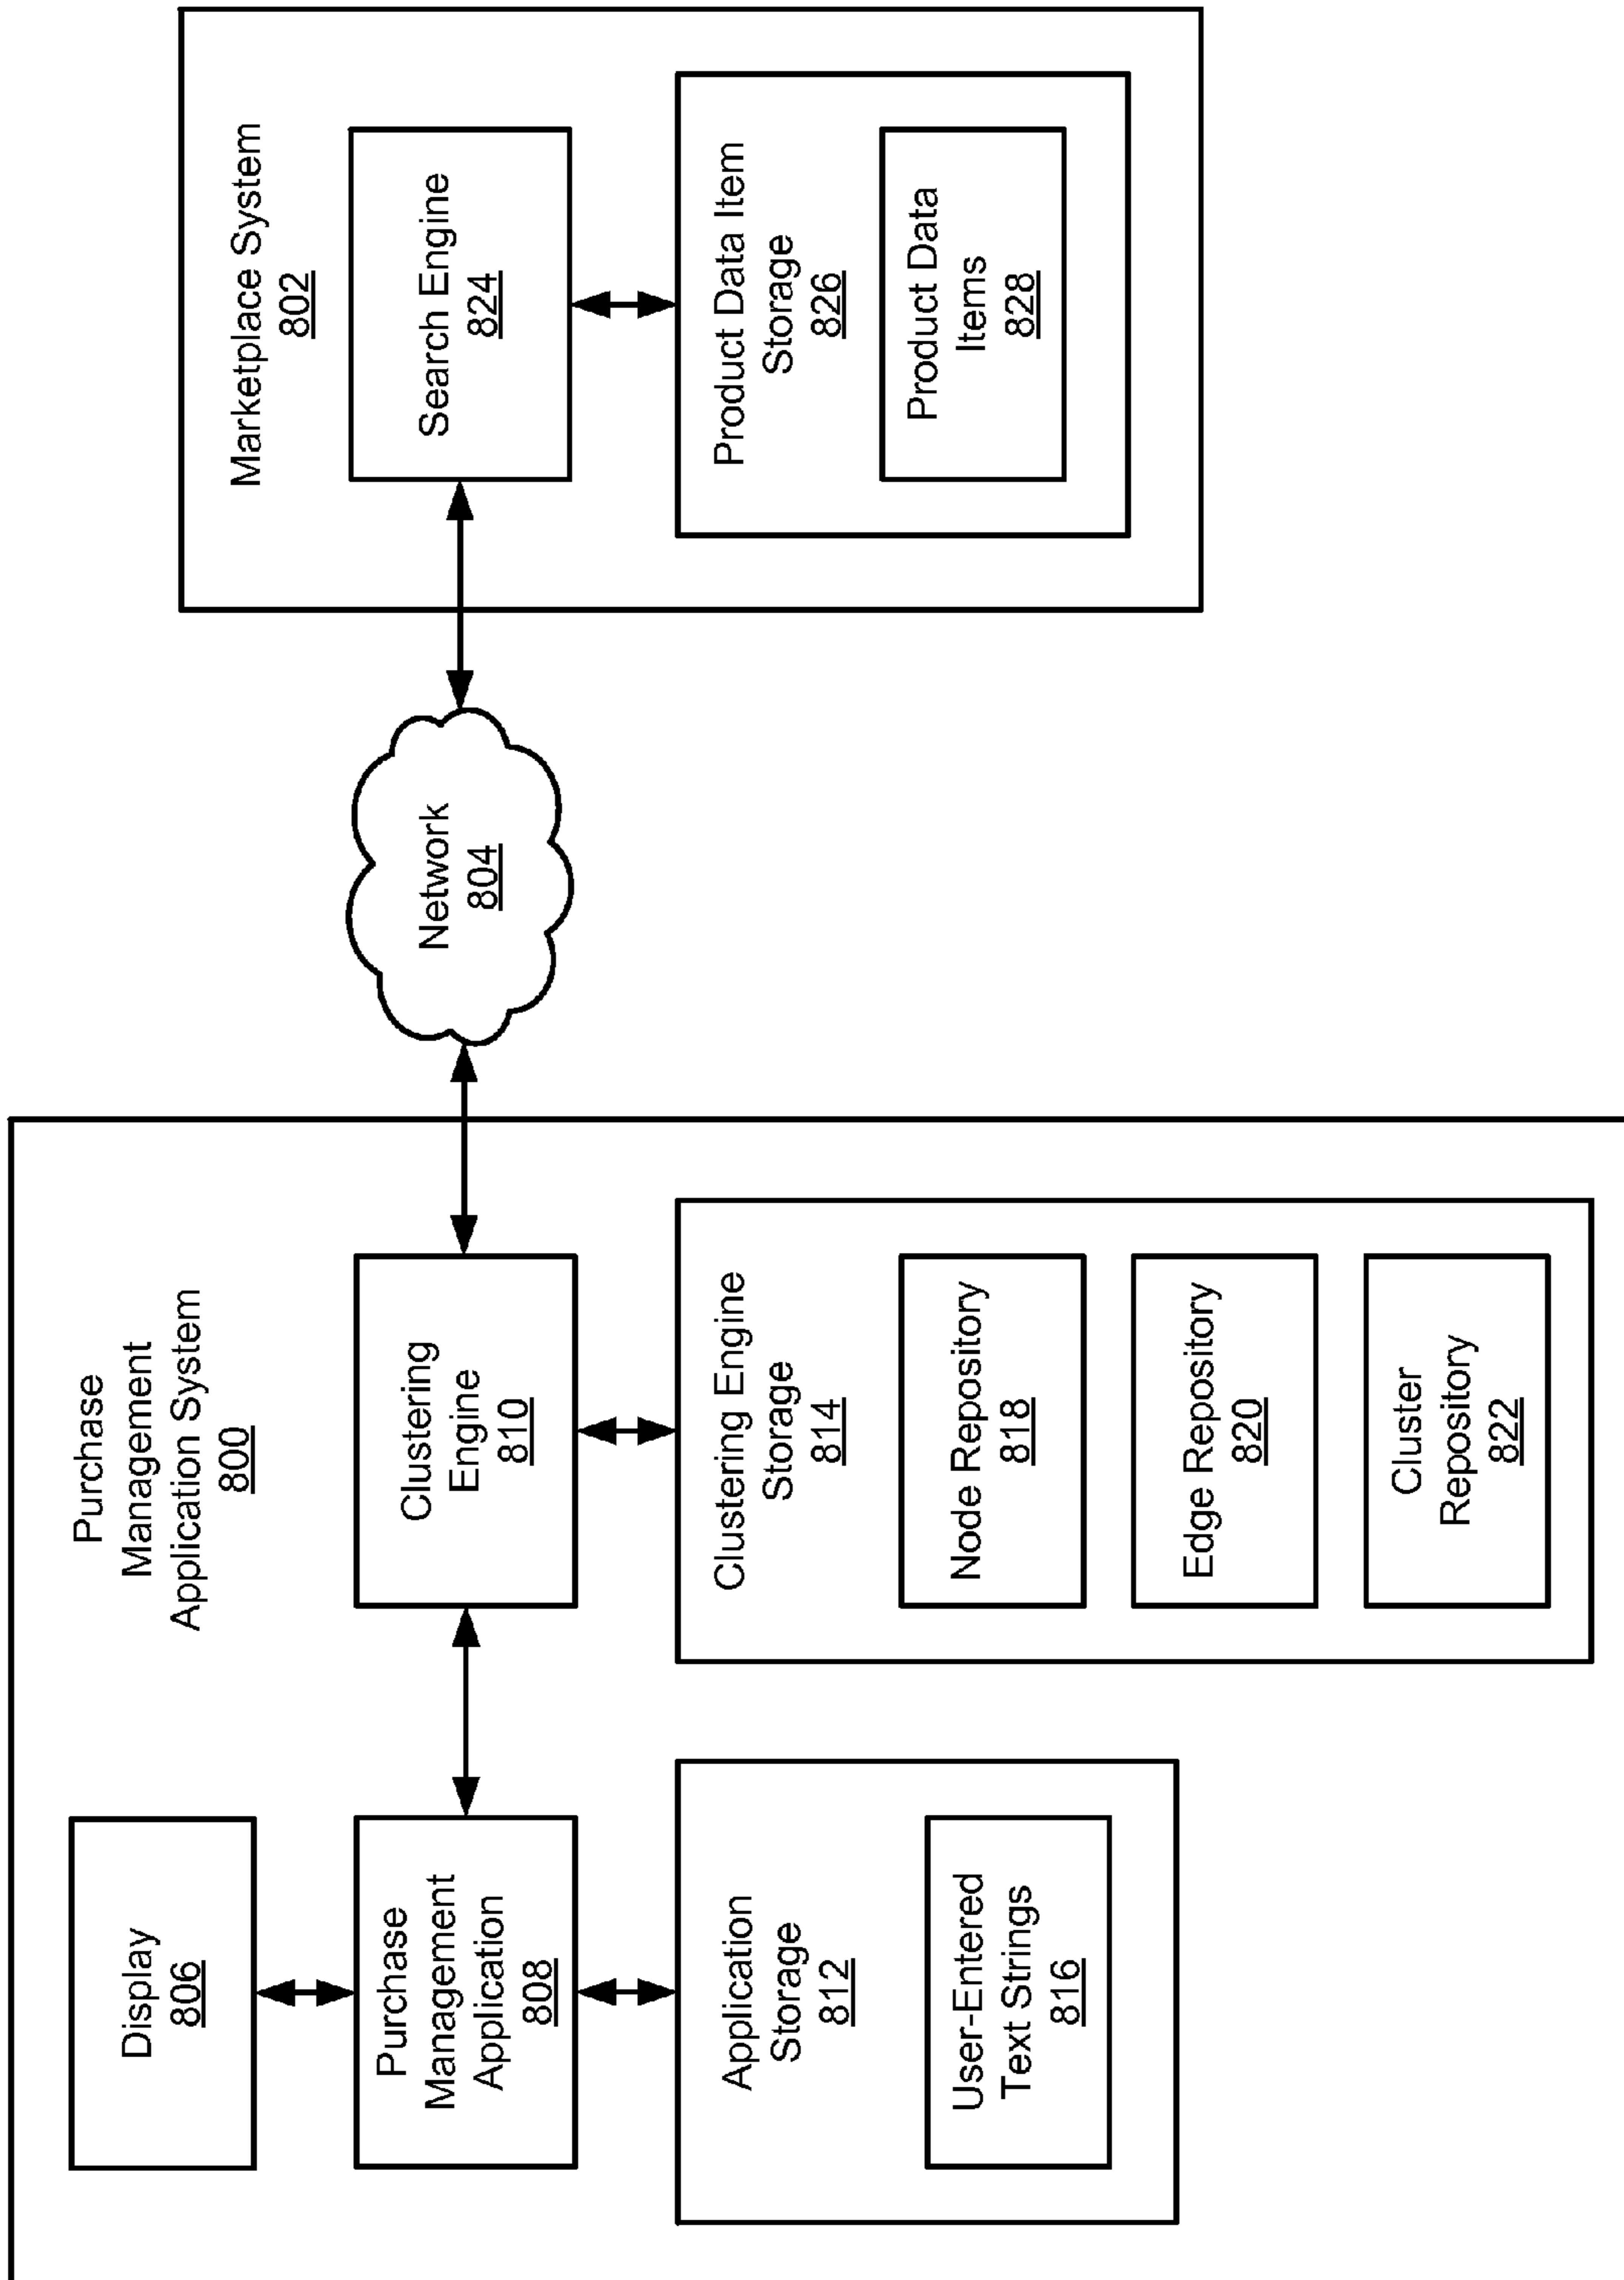 Purchase
Management
Application System
800
Display
806
Purchase
Management
Application
808
Clustering
Engine
810
Application
Storage
812
User-Entered
Text Strings
816
Clustering Engine
Storage
814
Node Repository
818
Edge Repository
820
Cluster
Repository
822
Network
804
Marketplace System
802
Search Engine
824
Product Data Item
Storage
826
Product Data
Items
828